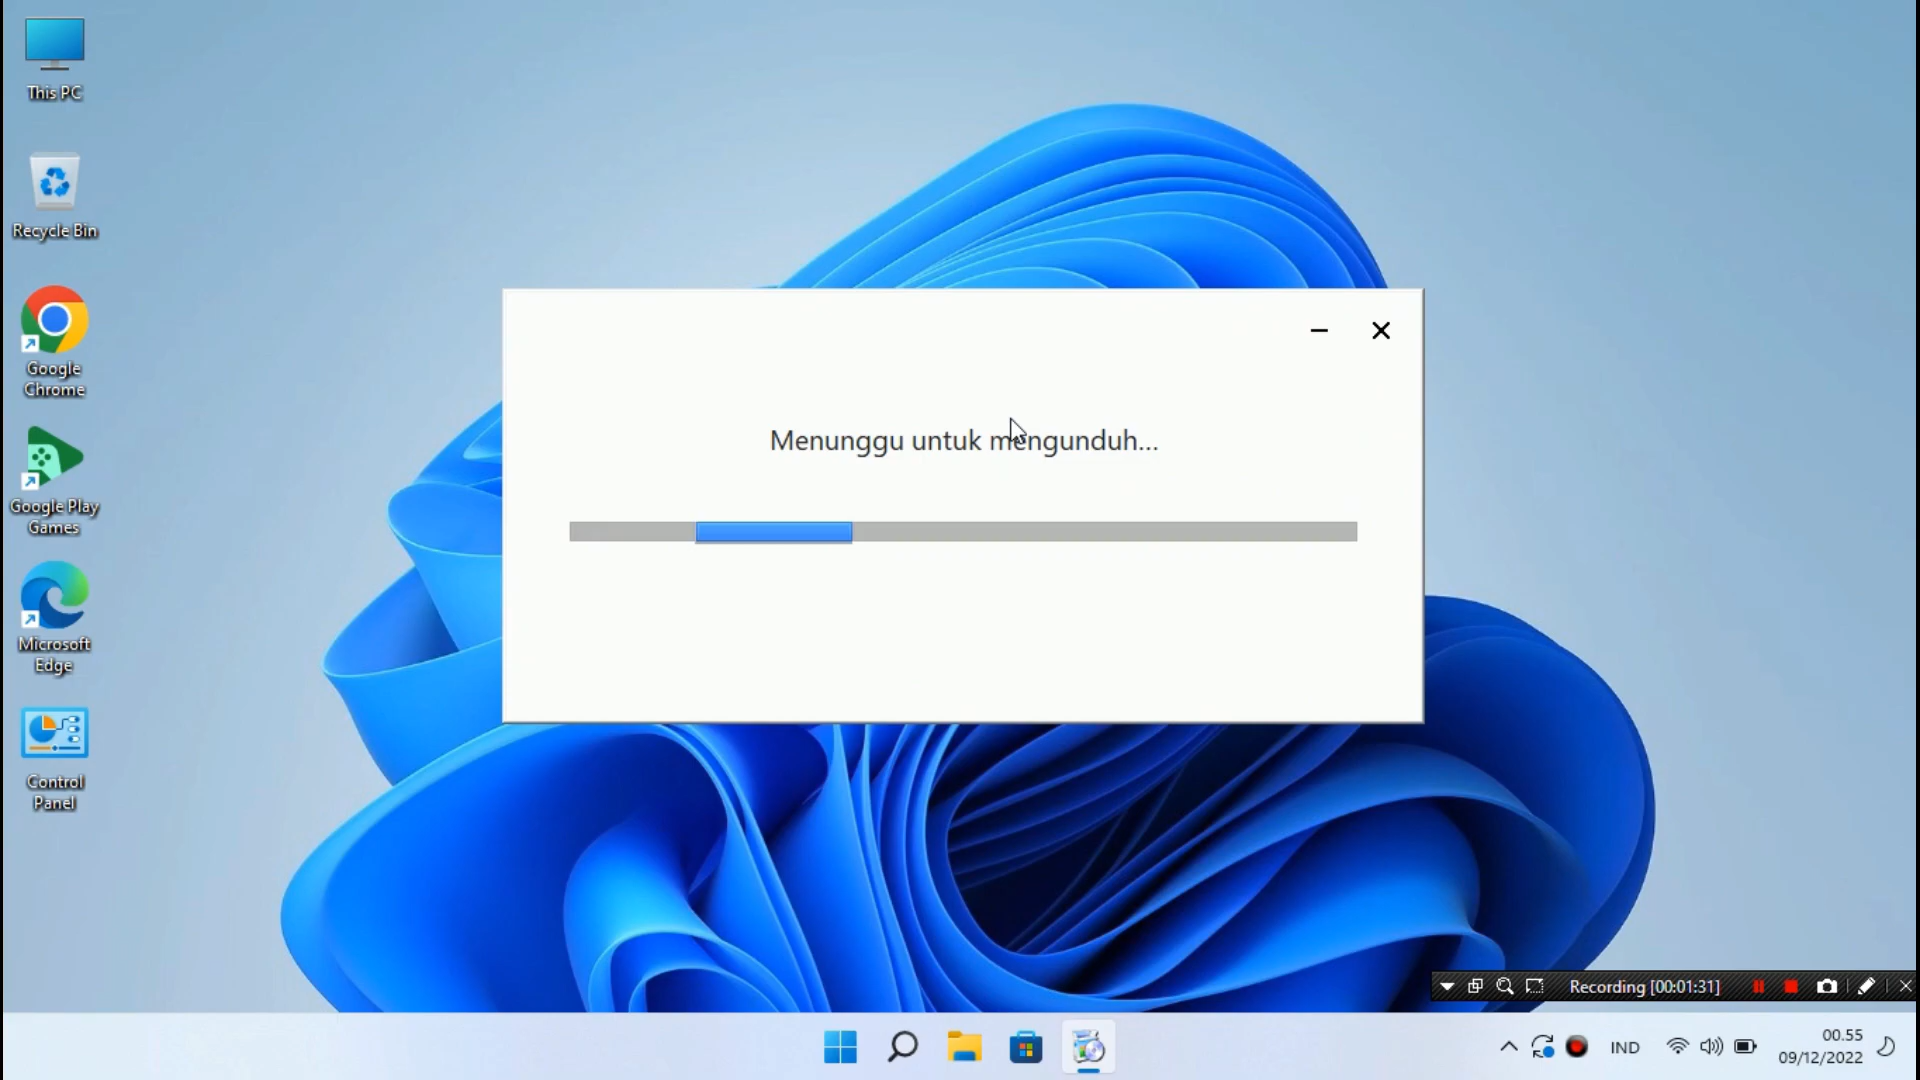 This PC
Recycle Bin
Google
Chrome
Google Play
Games
Microsoft
Edge
Control
Panel
Menunggu untuk mengunduh...
Recording [00:01:31]
IND
00.55
09/12/2022